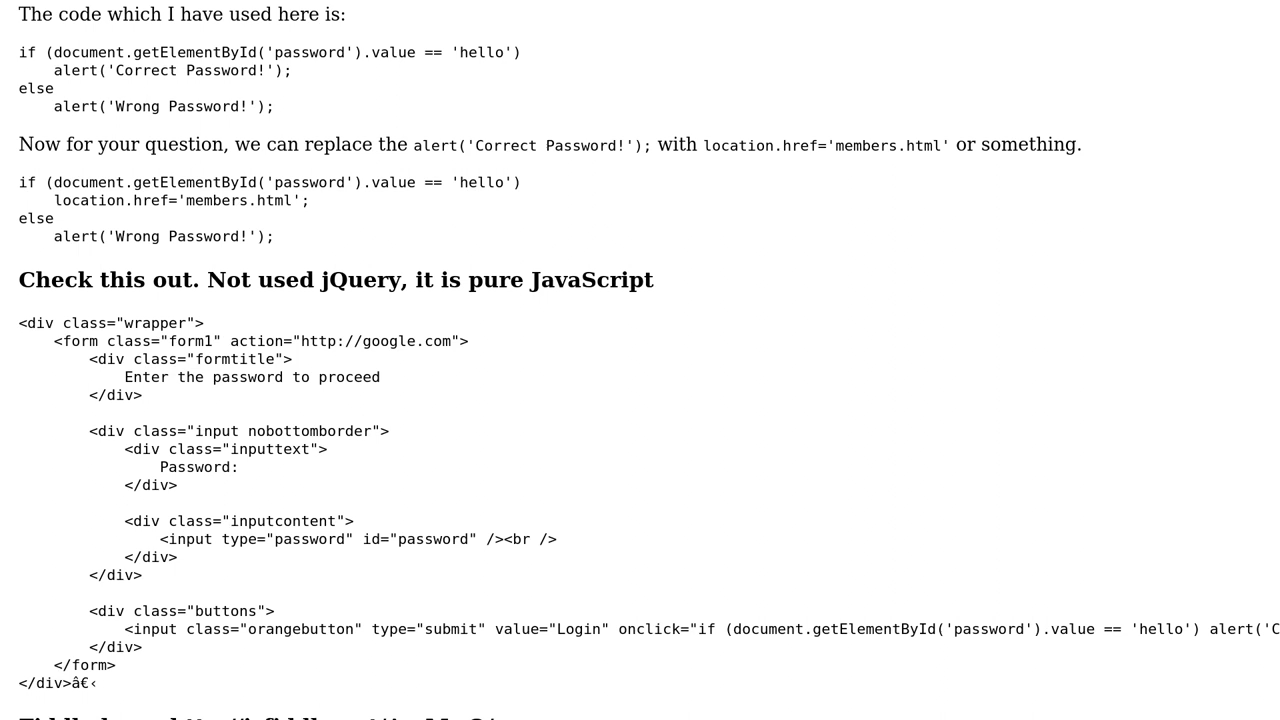 The code which I have used here is:
if (document.getElementById('password').value == 'hello')
    alert('Correct Password!');
else
    alert('Wrong Password!');
Now for your question, we can replace the alert('Correct Password!'); with location.href='members.html' or something.
if (document.getElementById('password').value == 'hello')
    location.href='members.html';
else
    alert('Wrong Password!');
Check this out. Not used jQuery, it is pure JavaScript
<div class="wrapper">
    <form class="form1" action="http://google.com">
        <div class="formtitle">
            Enter the password to proceed
        </div>
        <div class="input nobottomborder">
            <div class="inputtext">
                Password:
            </div>
            <div class="inputcontent">
                <input type="password" id="password" /><br />
            </div>
        </div>
        <div class="buttons">
            <input class="orangebutton" type="submit" value="Login" onclick="if (document.getElementById('password').value == 'hello') alert('C
        </div>
    </form>
</div>â€‹